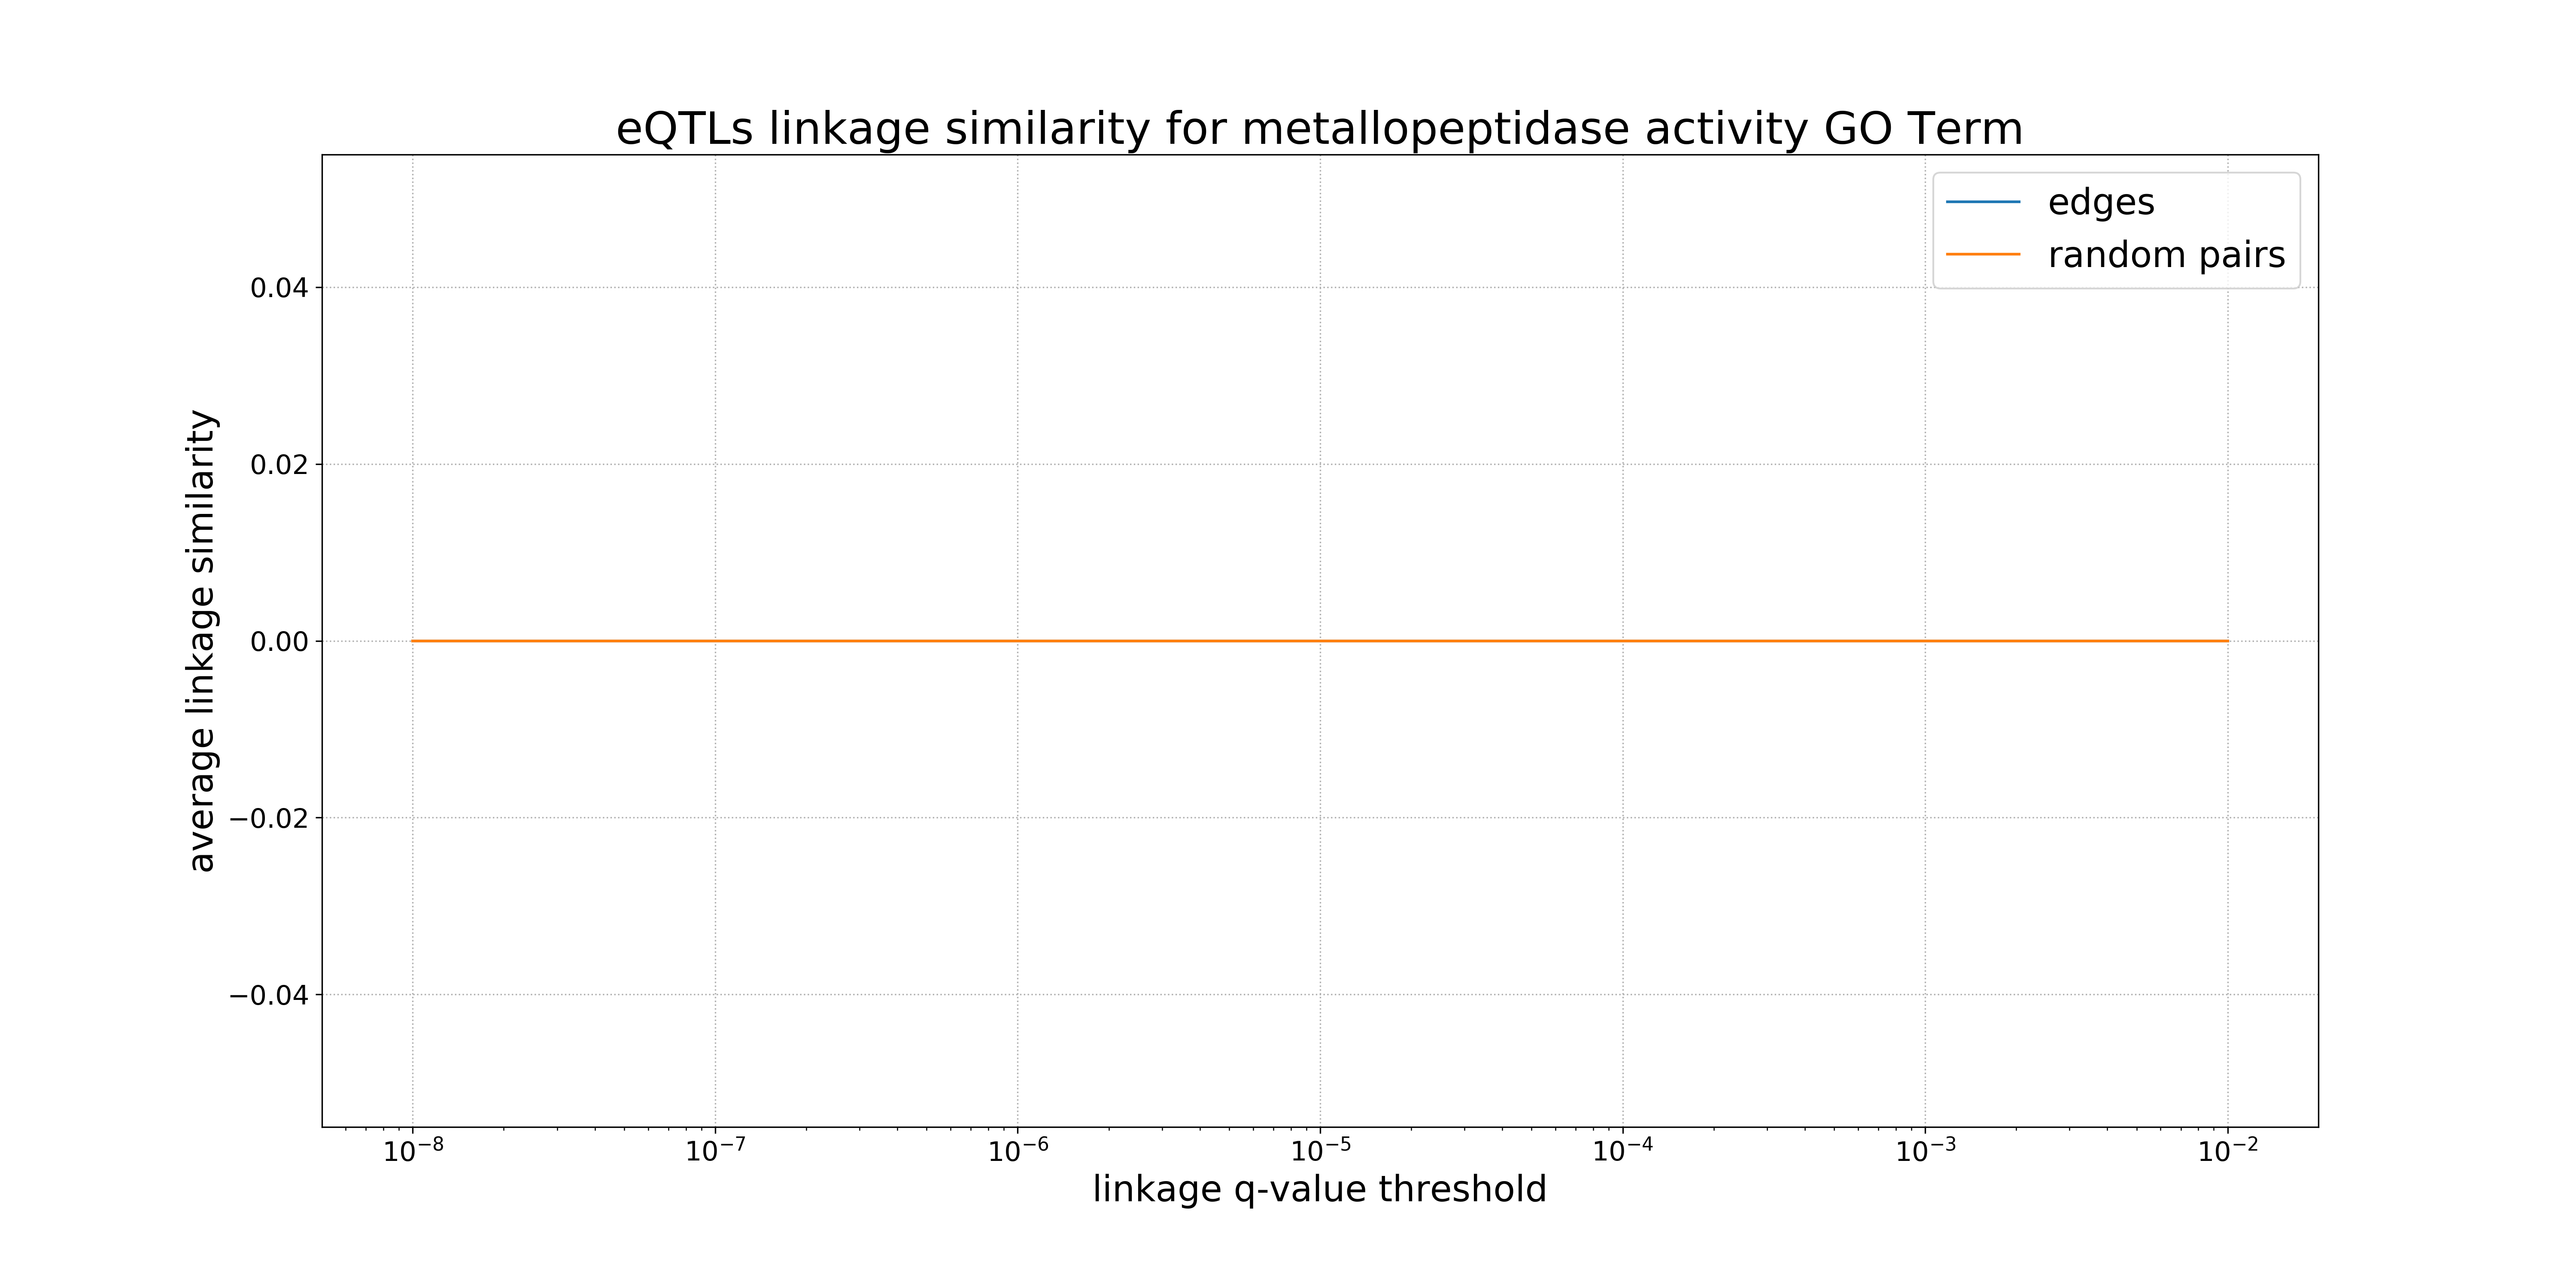 eQTLs linkage similarity for metallopeptidase activity GO Term
edges
random pairs
average linkage similarity
0.04
0.02
0.00
−0.02
−0.04
10⁻⁸ 10⁻⁷ 10⁻⁶ 10⁻⁵ 10⁻⁴ 10⁻³ 10⁻²
linkage q-value threshold